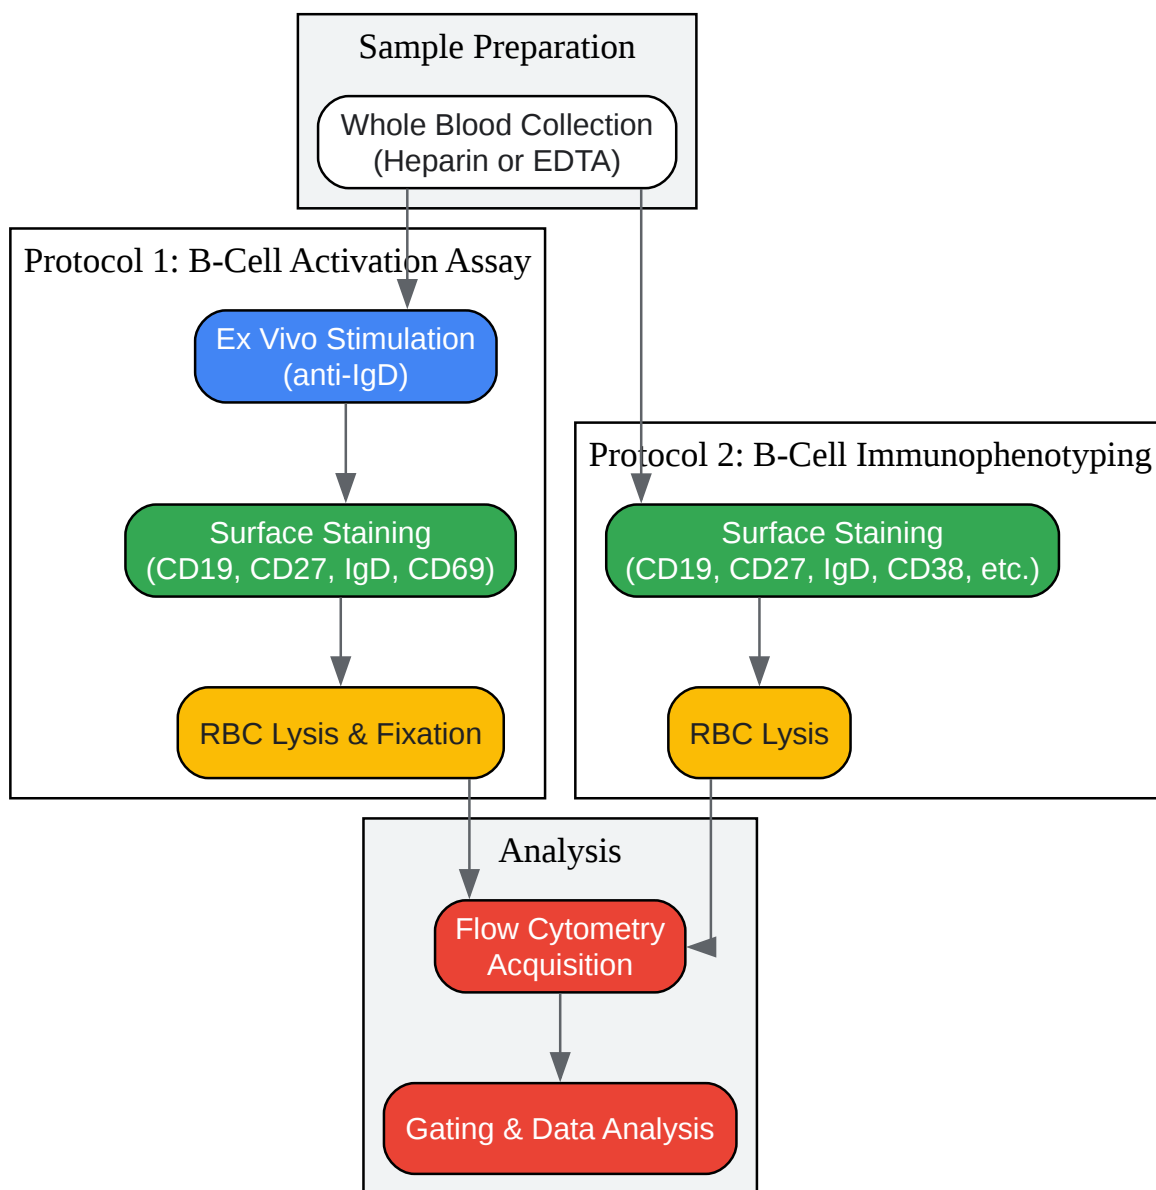 Sample Preparation
Whole Blood Collection
(Heparin or EDTA)
Protocol 1: B-Cell Activation Assay
Ex Vivo Stimulation
(anti-IgD)
Surface Staining
(CD19, CD27, IgD, CD69)
RBC Lysis & Fixation
Protocol 2: B-Cell Immunophenotyping
Surface Staining
(CD19, CD27, IgD, CD38, etc.)
RBC Lysis
Analysis
Flow Cytometry
Acquisition
Gating & Data Analysis